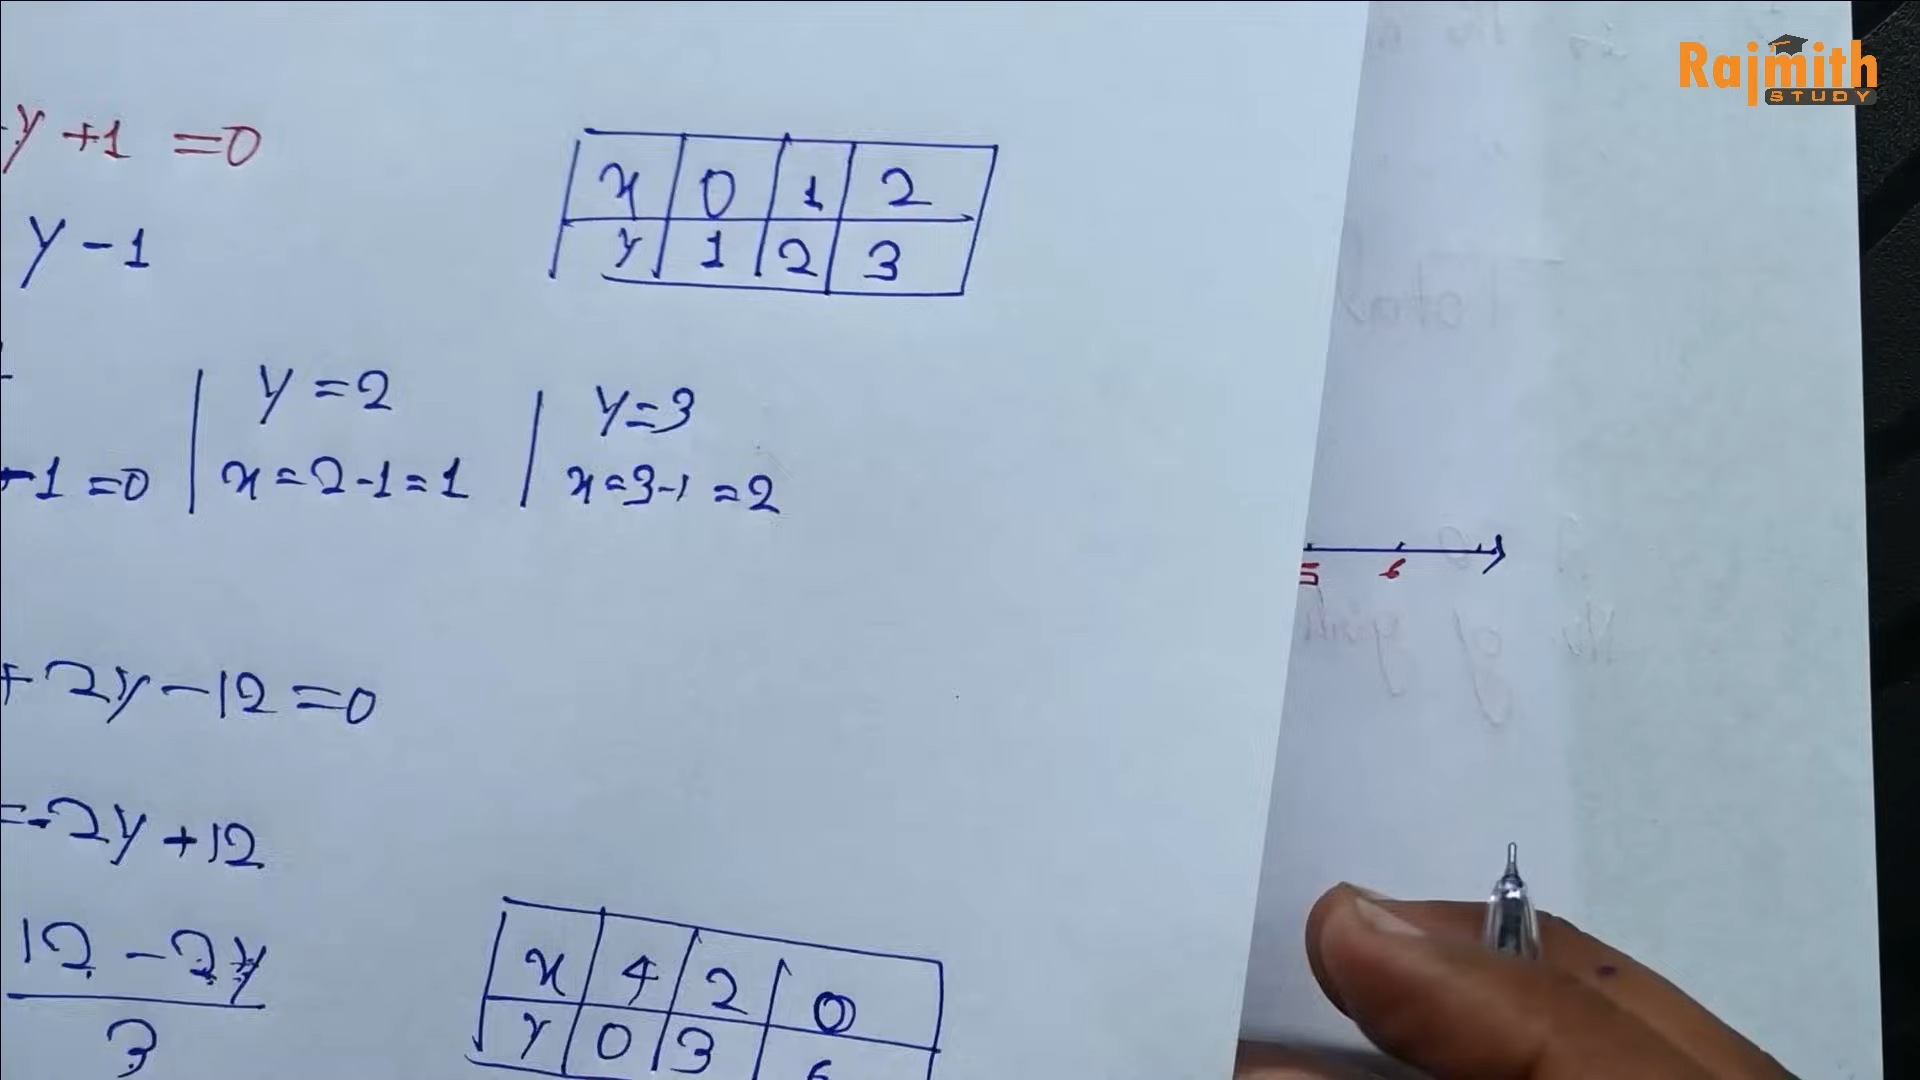 Rajmith
STUDY
-y + 1 = 0
y - 1
x | 0 | 1 | 2
y | 1 | 2 | 3
y = 2
y = 3
-1 = 0
x = 2 - 1 = 1
x = 3 - 1 = 2
5 6
+ 2y - 12 = 0
= -2y + 12
12 - 2y
3
x | 4 | 2 | 0
y | 0 | 3 | 6